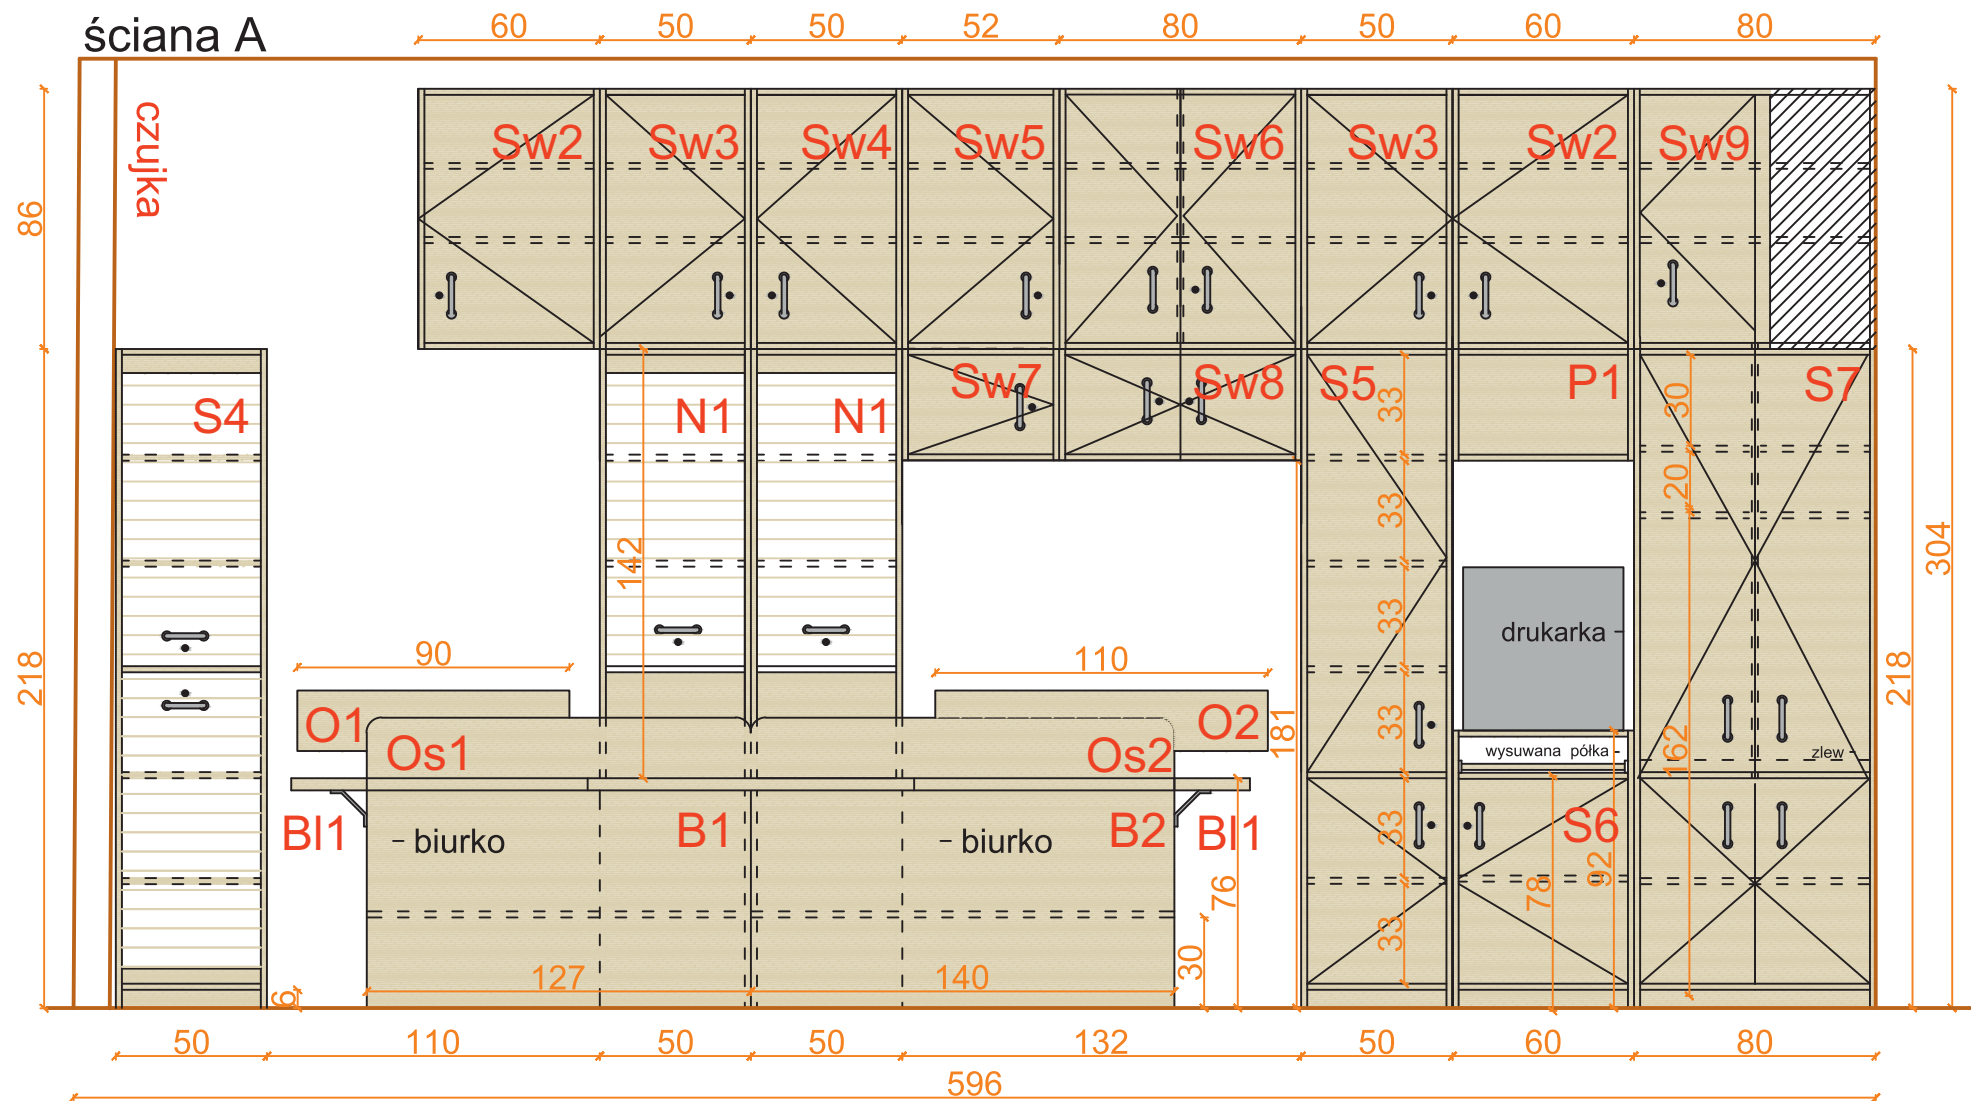 ściana A
60 50 50 52 80 50 60 80
czujka
Sw2 Sw3 Sw4 Sw5 Sw6 Sw3 Sw2 Sw9
86
S4 N1 N1 Sw7 Sw8 S5 P1 S7
33 30
20
33
142
304
33
drukarka
90 110
218
218
O1 O2
181
33
Os1 Os2
162
wysuwana półka
zlew
Bl1 biurko B1 biurko B2 Bl1
33
S6
76
78
92
33
30
127 140
6
50 110 50 50 132 50 60 80
596